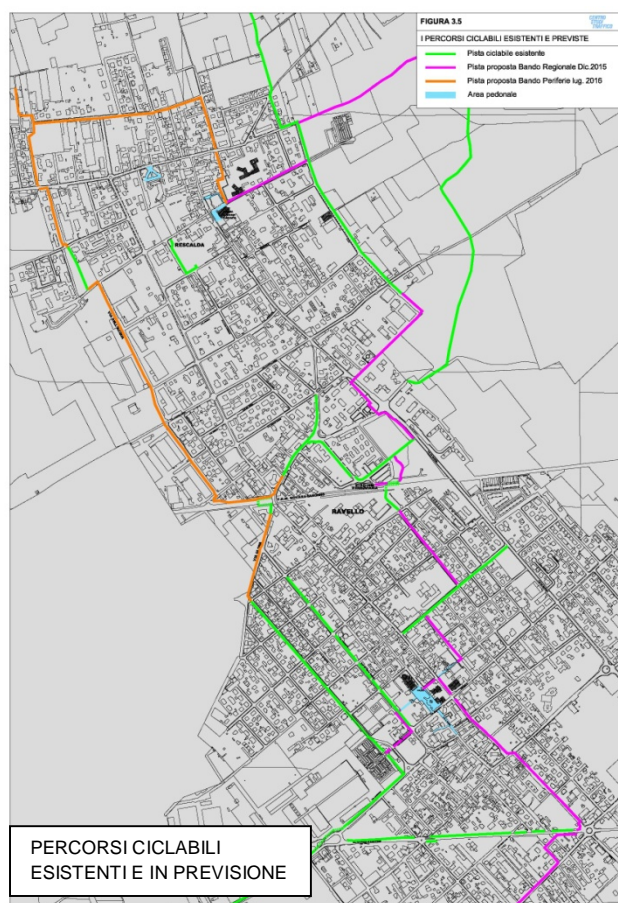 FIGURA 3.5
I PERCORSI CICLABILI ESISTENTI E PREVISTE
Pista ciclabile esistente
Pista proposta Bando Regionale Dic.2015
Pista proposta Bando Periferie lug. 2016
Area pedonale
RESCALDA
RAVELLO
PERCORSI CICLABILI
ESISTENTI E IN PREVISIONE